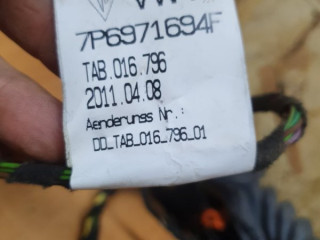 7P6971694F
TAB.016.796
2011.04.08
Aenderungs Nr.:
DD_TAB_016_796_01